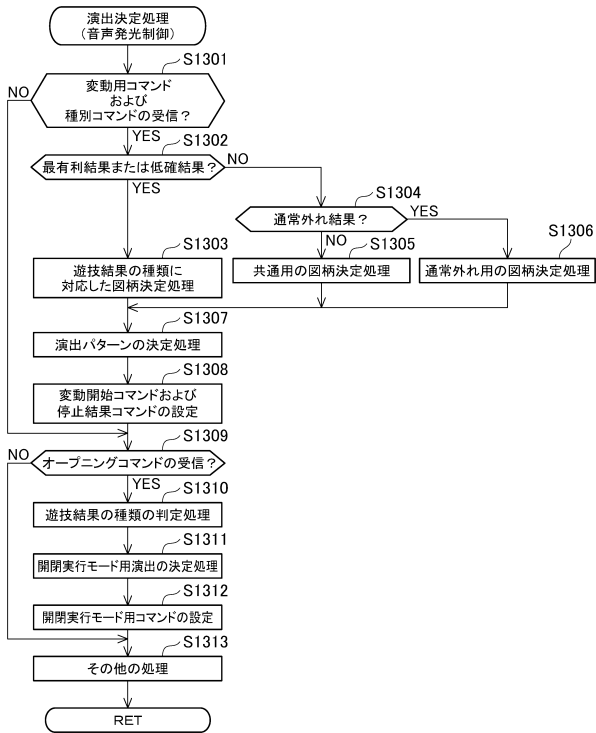 演出決定処理
(音声発光制御)
S1301
NO
変動用コマンド
および
種別コマンドの受信?
YES
S1302
最有利結果または低確結果?
NO
YES
S1304
通常外れ結果?
YES
NO
S1303
遊技結果の種類に
対応した図柄決定処理
S1305
共通用の図柄決定処理
S1306
通常外れ用の図柄決定処理
S1307
演出パターンの決定処理
S1308
変動開始コマンドおよび
停止結果コマンドの設定
S1309
NO
オープニングコマンドの受信?
YES
S1310
遊技結果の種類の判定処理
S1311
開閉実行モード用演出の決定処理
S1312
開閉実行モード用コマンドの設定
S1313
その他の処理
RET